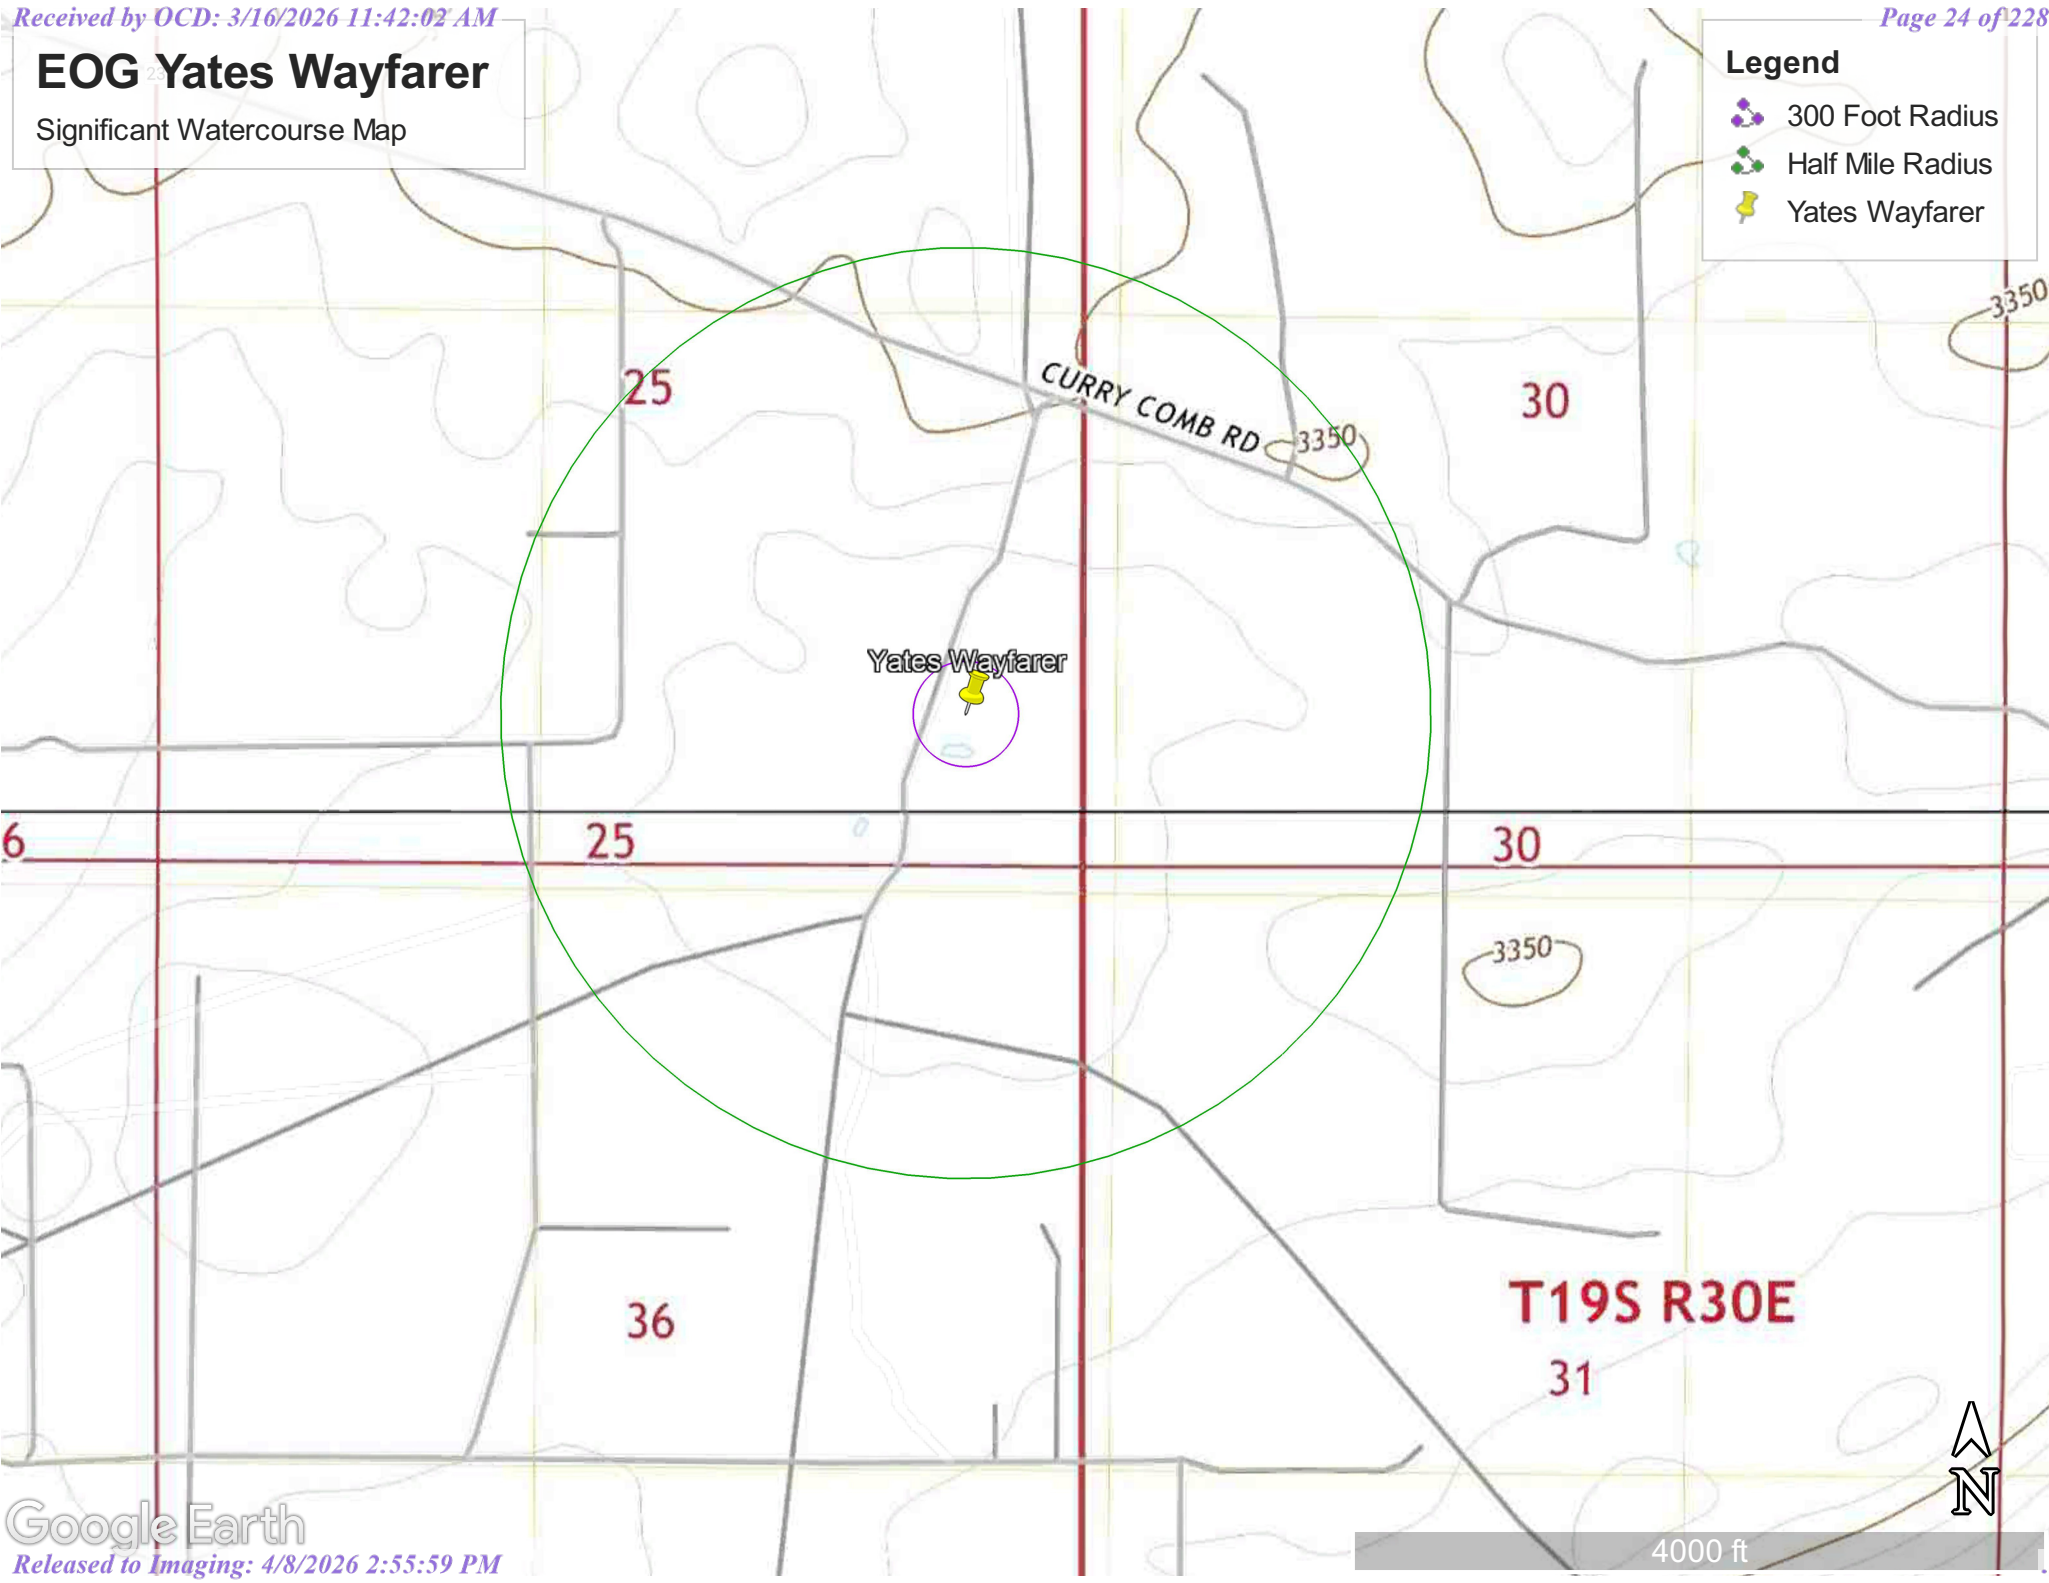 Received by OCD: 3/16/2026 11:42:02 AM
Page 24 of 228
EOG Yates Wayfarer
Significant Watercourse Map
Legend
300 Foot Radius
Half Mile Radius
Yates Wayfarer
3350
25
CURRY COMB RD
3350
30
Yates Wayfarer
6
25
30
3350
T19S R30E
36
31
N
Google Earth
4000 ft
Released to Imaging: 4/8/2026 2:55:59 PM